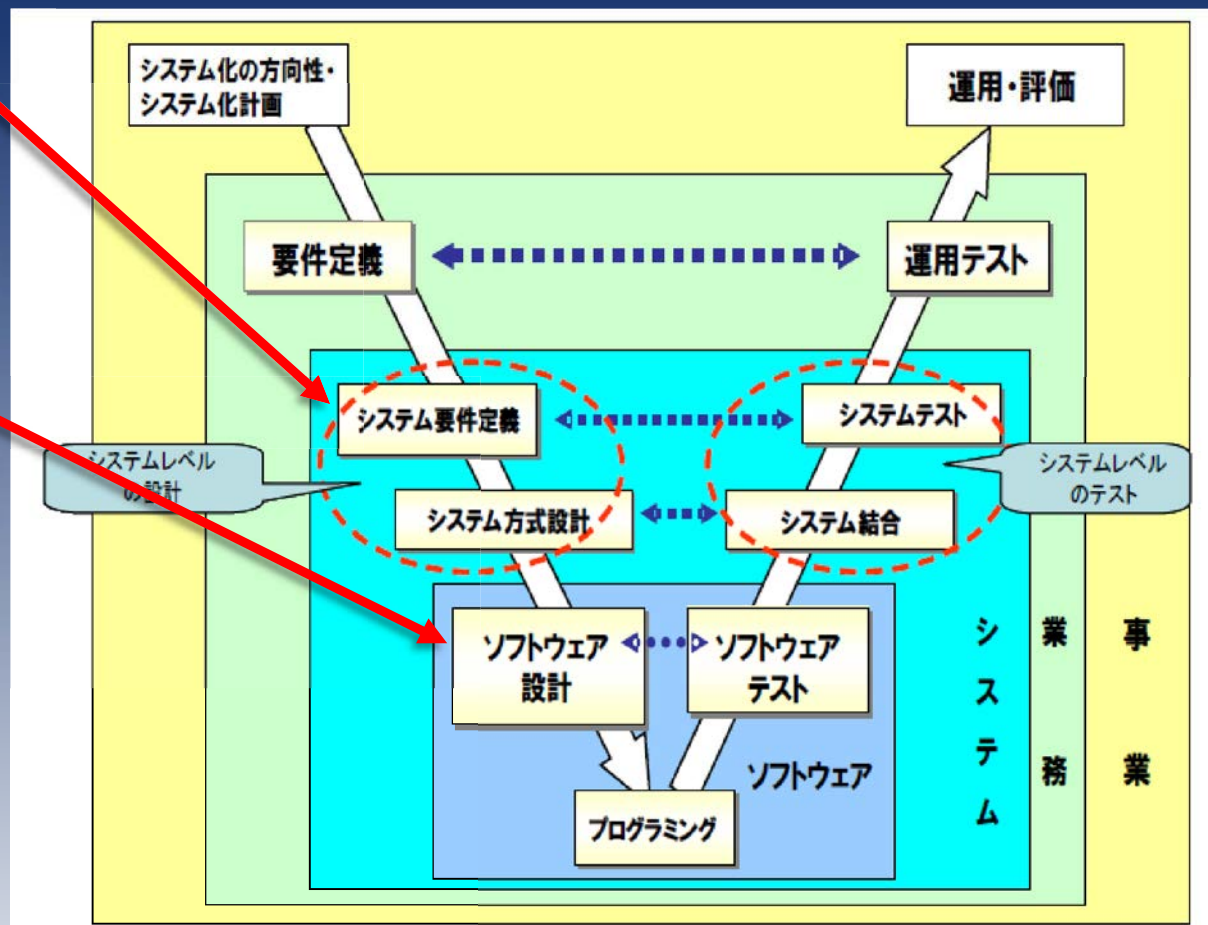 システム化の方向性・
システム化計画
運用・評価
要件定義
運用テスト
システム要件定義
システムテスト
システムレベル
の設計
システムレベル
のテスト
システム方式設計
システム結合
ソフトウェア
設計
ソフトウェア
テスト
ソフトウェア
プログラミング
システム
業務
事業